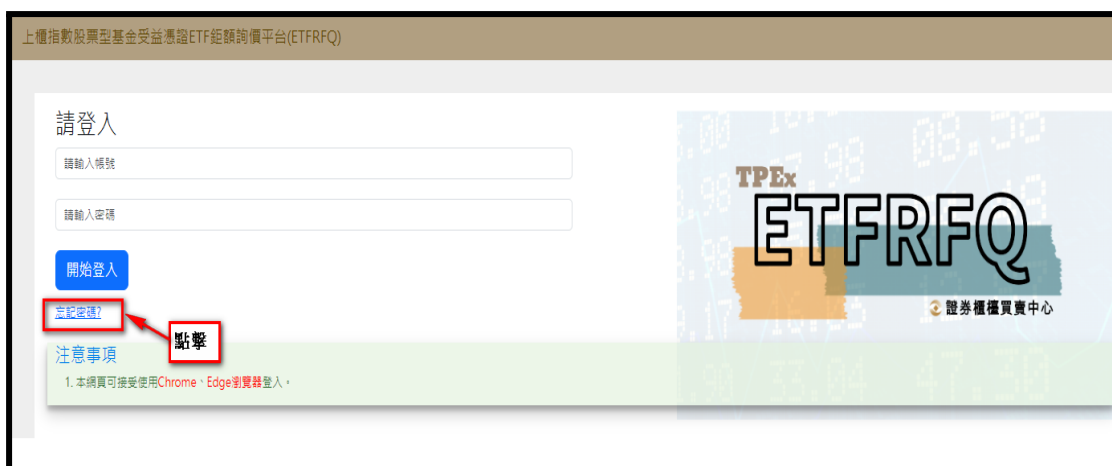 上櫃指數股票型基金受益憑證ETF鉅額詢價平台(ETFRFQ)
請登入
請輸入帳號
請輸入密碼
開始登入
忘記密碼?
點擊
注意事項
1. 本網頁可接受使用Chrome、Edge瀏覽器登入。
TPEx
ETFRFQ
證券櫃檯買賣中心